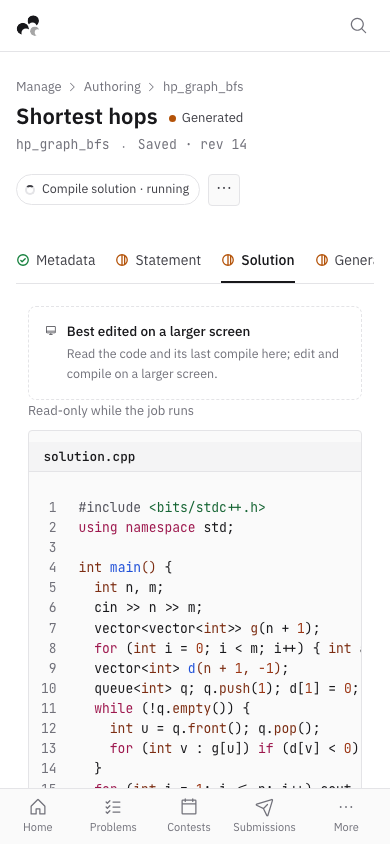 Manage > Authoring > hp_graph_bfs
Shortest hops
Generated
hp_graph_bfs · Saved · rev 14
Compile solution · running
...
Metadata
Statement
Solution
Gener
Best edited on a larger screen
Read the code and its last compile here; edit and
compile on a larger screen.
Read-only while the job runs
solution.cpp
1 #include <bits/stdc++.h>
2 using namespace std;
3
4 int main() {
5 int n, m;
6 cin >> n >> m;
7 vector<vector<int>> g(n + 1);
8 for (int i = 0; i < m; i++) { int
9 vector<int> d(n + 1, -1);
10 queue<int> q; q.push(1); d[1] = 0;
11 while (!q.empty()) {
12 int u = q.front(); q.pop();
13 for (int v : g[u]) if (d[v] < 0)
14 }
Home
Problems
Contests
Submissions
More